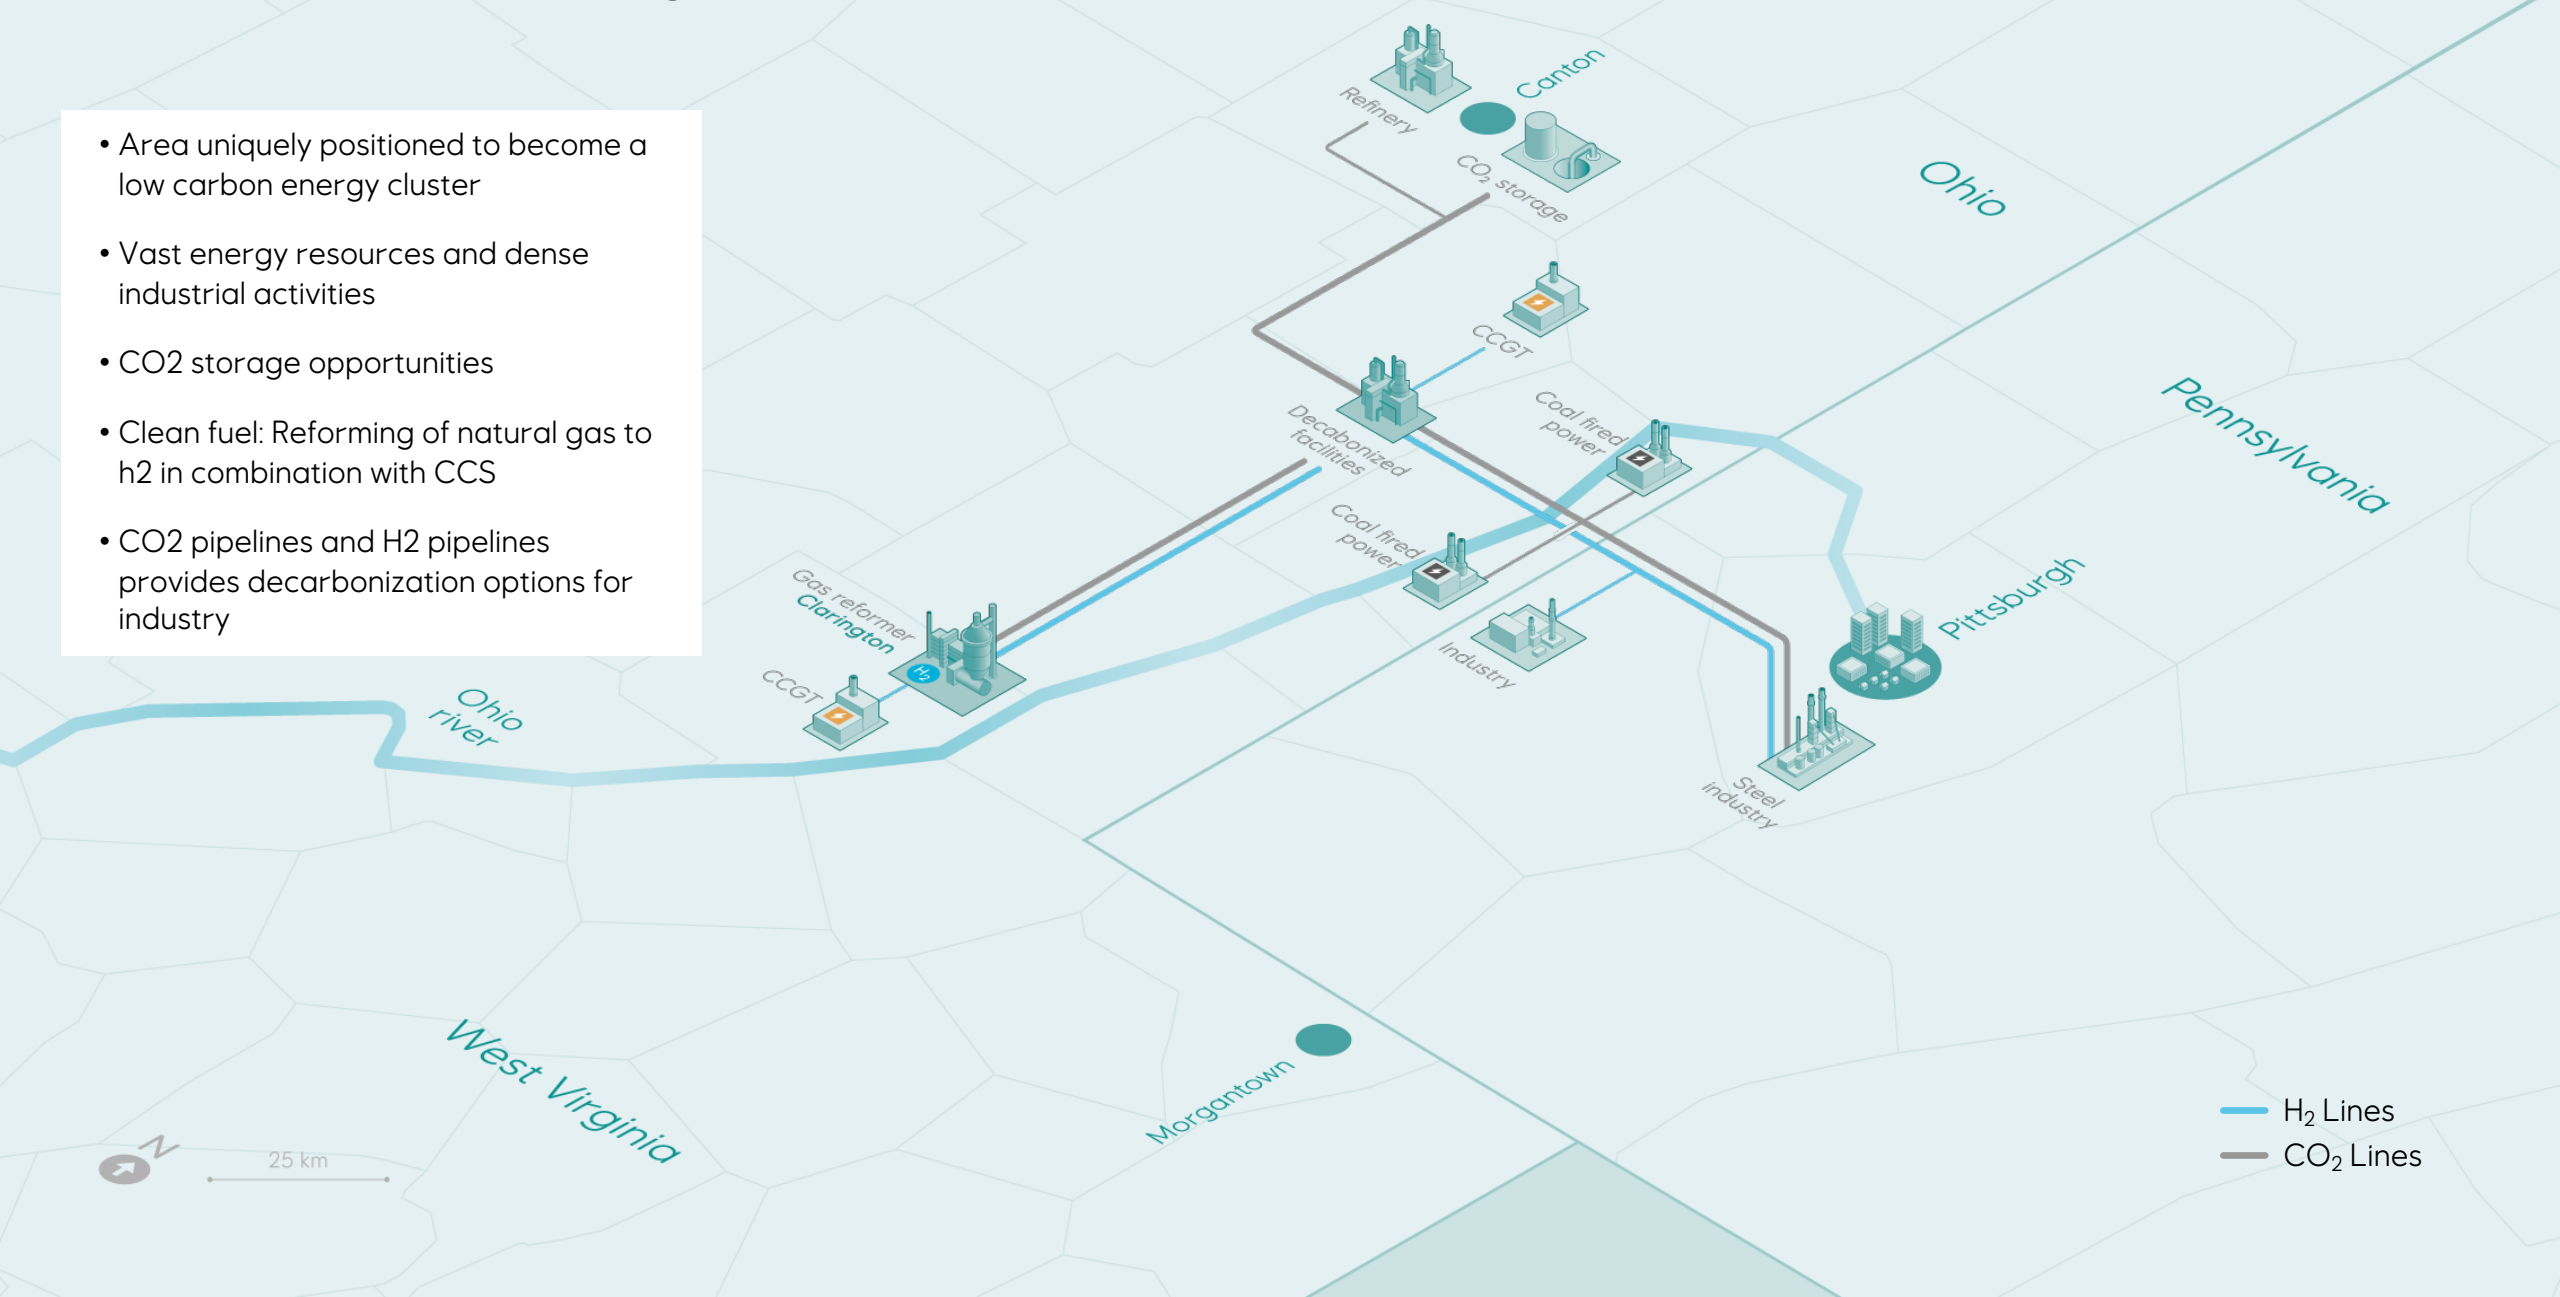 • Area uniquely positioned to become a
low carbon energy cluster
• Vast energy resources and dense
industrial activities
• CO2 storage opportunities
• Clean fuel: Reforming of natural gas to
h2 in combination with CCS
• CO2 pipelines and H2 pipelines
provides decarbonization options for
industry
Refinery
Canton
CO₂ storage
Ohio
CCGT
Decabonized
facilities
Coal fired
power
Pennsylvania
Coal fired
power
Pittsburgh
Gas reformer
Clarington
H₂
CCGT
Industry
Ohio
river
Steel
industry
West Virginia
Morgantown
N
25 km
H₂ Lines
CO₂ Lines